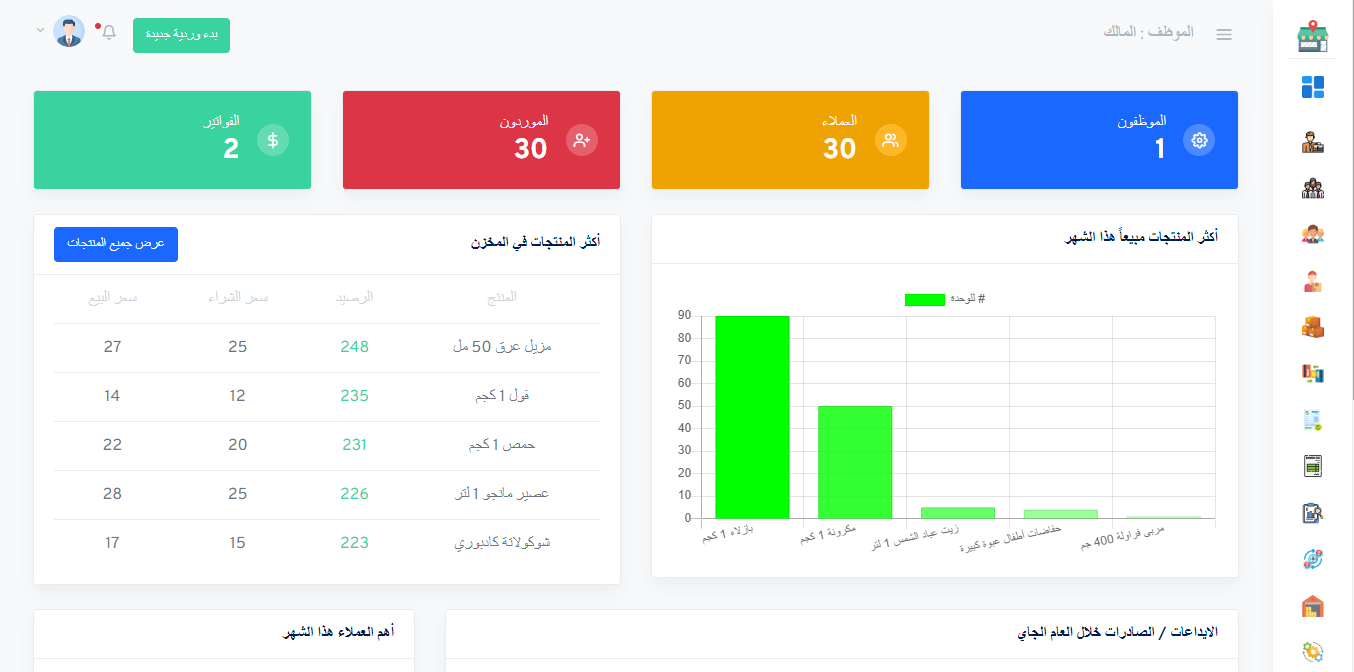 الموظف : المالك
بدء وردية جديدة
الموظفون
1
العملاء
30
الموردون
30
الفواتير
2
أكثر المنتجات مبيعاً هذا الشهر
# للوحدة
90
80
70
60
50
40
30
20
10
0
بازلاء 1 كجم
مكرونة 1 كجم
زيت عباد الشمس 1 لتر
حفاضات أطفال عبوة كبيرة
مربى فراولة 400 جم
أكثر المنتجات في المخزن
عرض جميع المنتجات
المنتج الرصيد سعر الشراء سعر البيع
مزيل عرق 50 مل 248 25 27
فول 1 كجم 235 12 14
حمص 1 كجم 231 20 22
عصير مانجو 1 لتر 226 25 28
شوكولاتة كادبوري 223 15 17
الايداعات / الصادرات خلال العام الجاي
أهم العملاء هذا الشهر